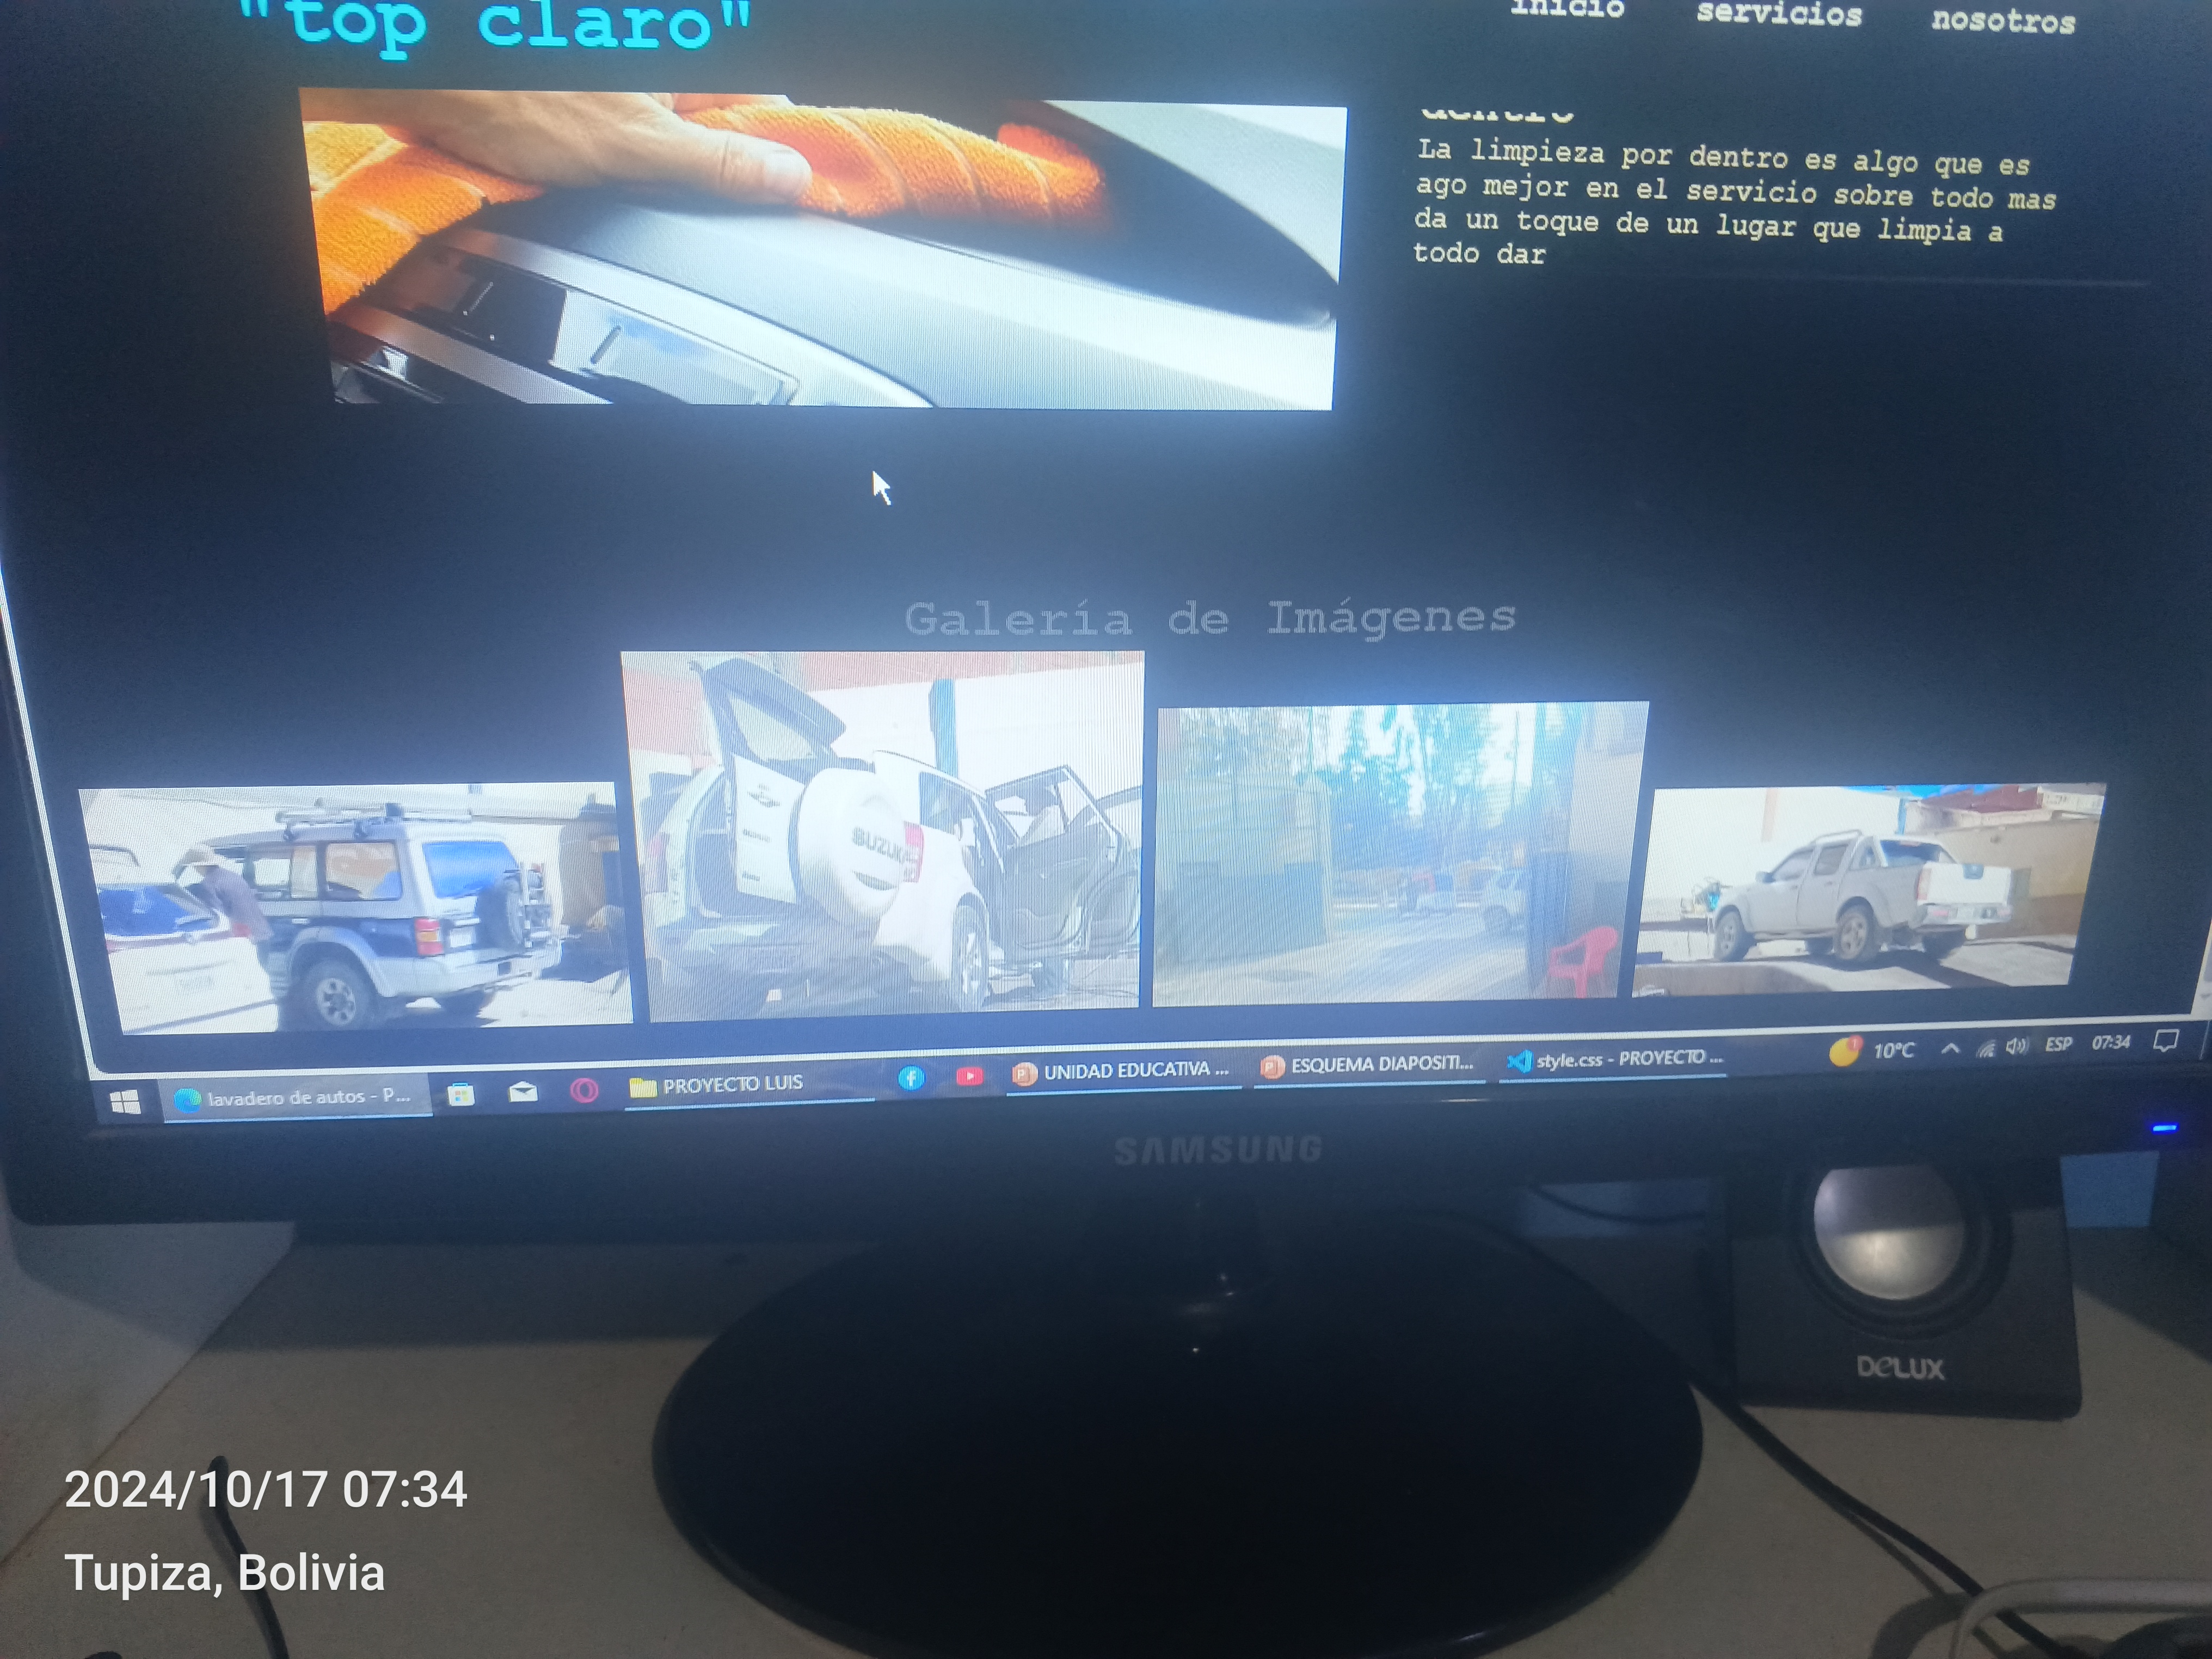 "top claro"
inicio servicios nosotros
La limpieza por dentro es algo que es
ago mejor en el servicio sobre todo mas
da un toque de un lugar que limpia a
todo dar
Galería de Imágenes
SUZUKI
lavadero de autos - P...
PROYECTO LUIS
UNIDAD EDUCATIVA ...
ESQUEMA DIAPOSITI...
style.css - PROYECTO ...
10°C
ESP
07:34
SAMSUNG
DeLUX
2024/10/17 07:34
Tupiza, Bolivia